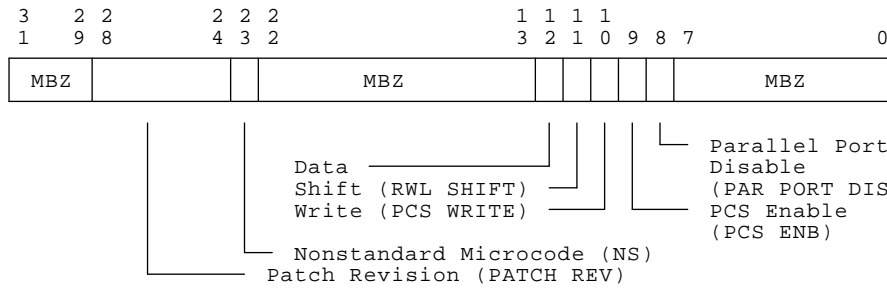 3 2 2 2 2 2 1 1 1 1
1 9 8 4 3 2 3 2 1 0 9 8 7 0
MBZ MBZ MBZ
Parallel Port
Data Disable
Shift (RWL SHIFT) (PAR PORT DIS
Write (PCS WRITE) PCS Enable
(PCS ENB)
Nonstandard Microcode (NS)
Patch Revision (PATCH REV)